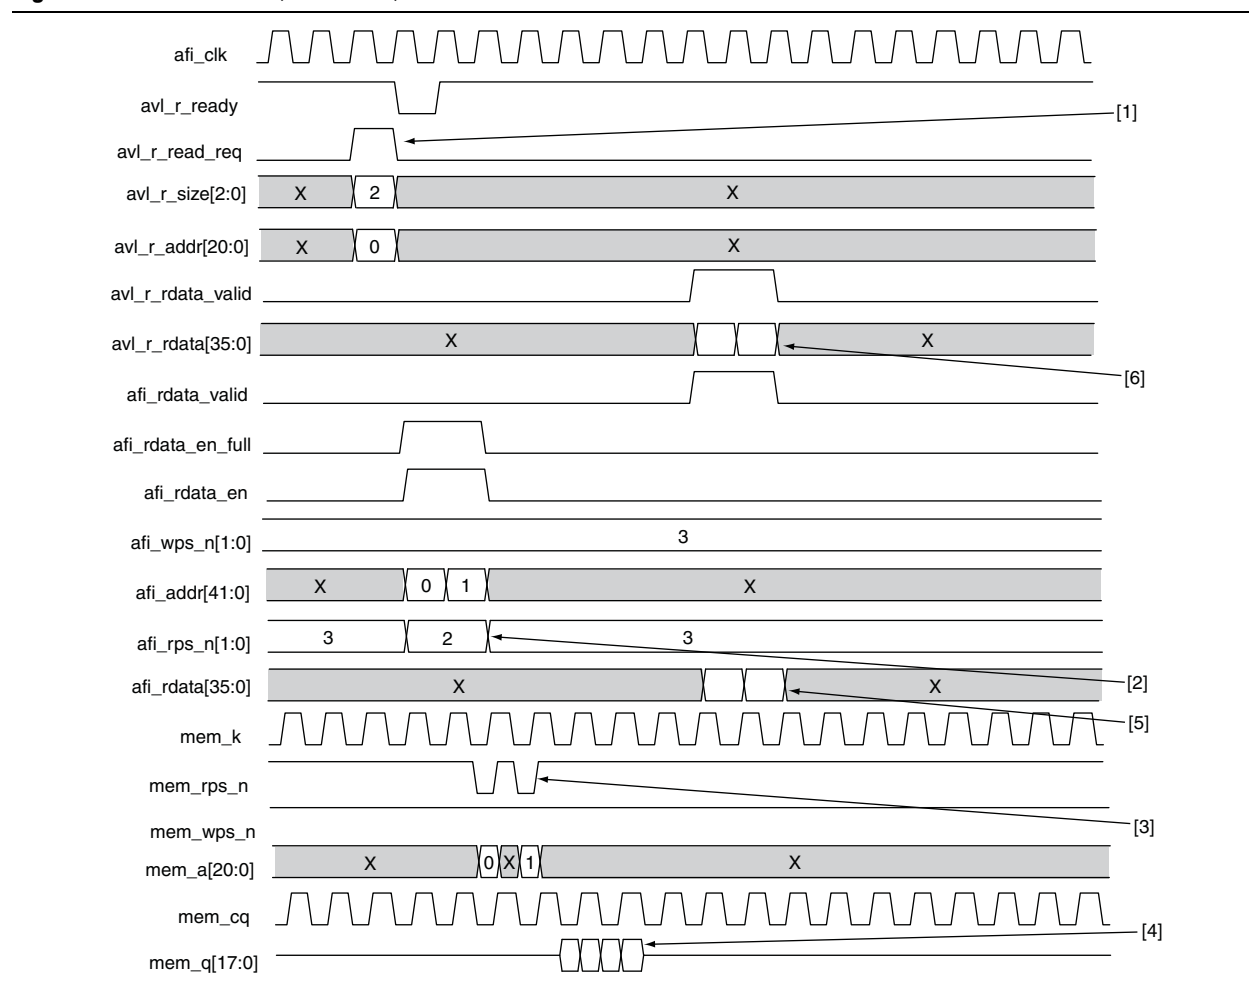 afi_clk
avl_r_ready
[1]
avl_r_read_req
avl_r_size[2:0] X 2 X
avl_r_addr[20:0] X 0 X
avl_r_rdata_valid
avl_r_rdata[35:0] X X
[6]
afi_rdata_valid
afi_rdata_en_full
afi_rdata_en
afi_wps_n[1:0] 3
afi_addr[41:0] X 0 1 X
afi_rps_n[1:0] 3 2 3
afi_rdata[35:0] X X
[2]
[5]
mem_k
mem_rps_n
[3]
mem_wps_n
mem_a[20:0] X 0 X 1 X
mem_cq
[4]
mem_q[17:0]